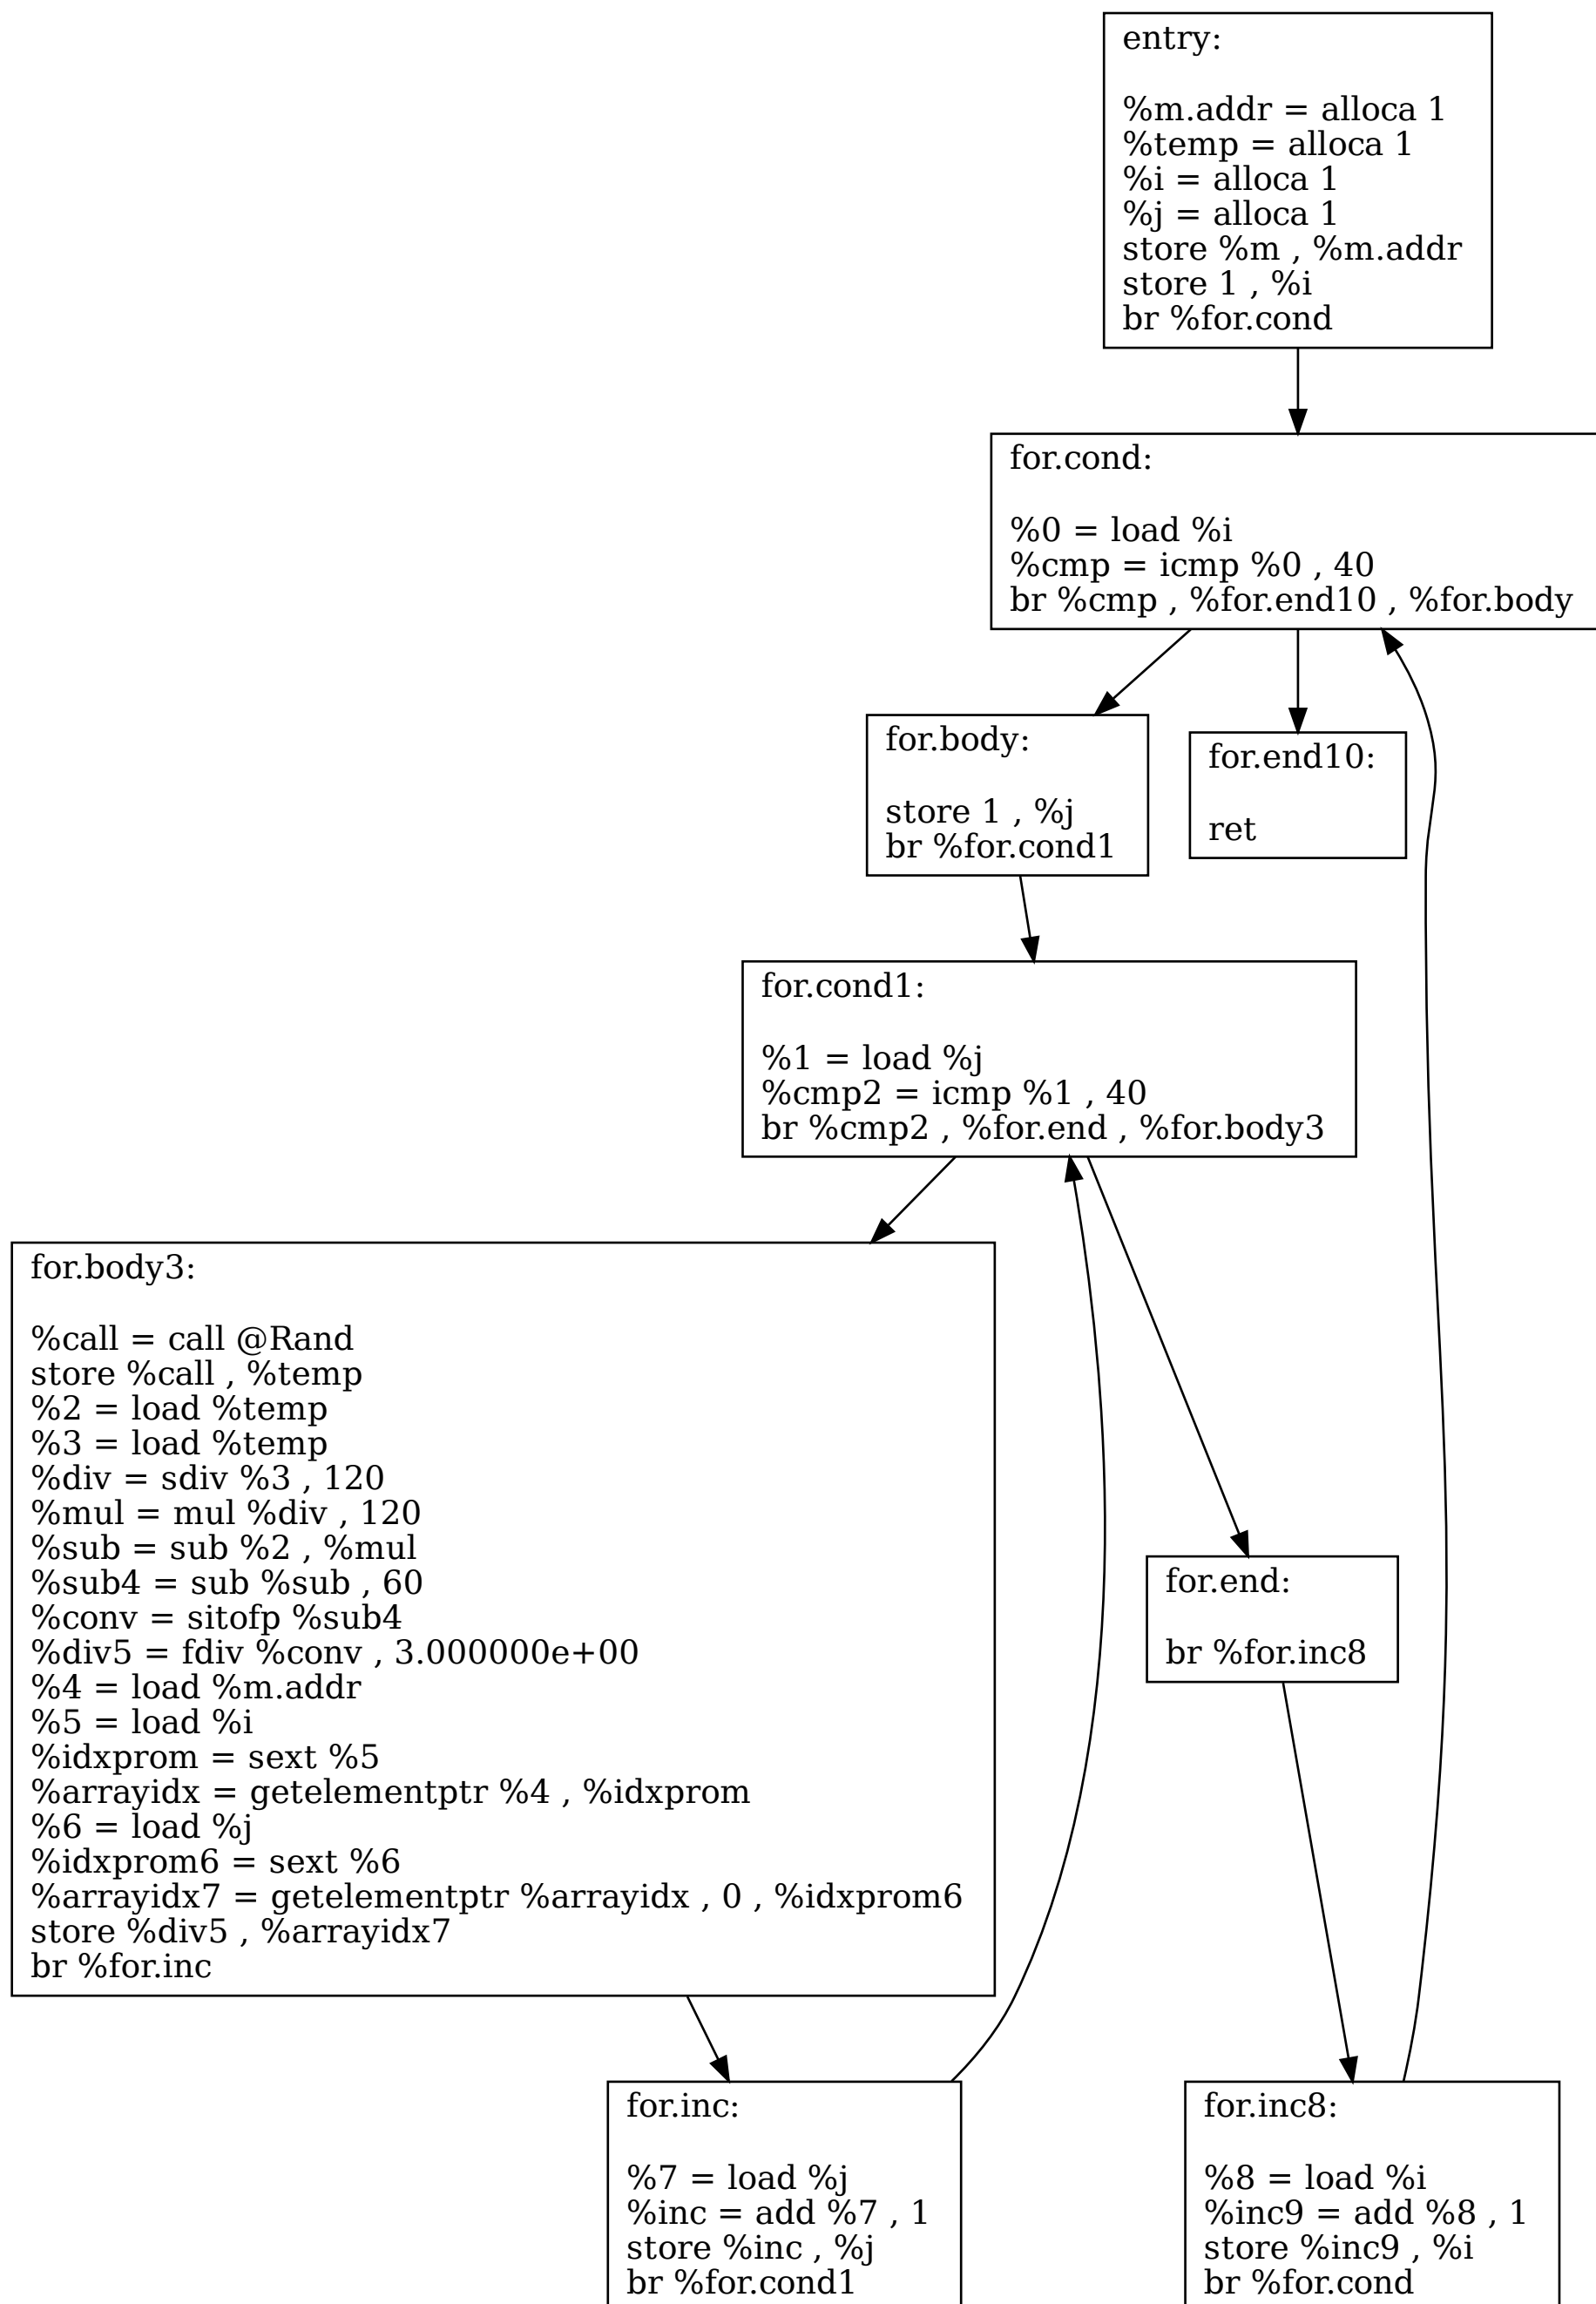 entry:
%m.addr = alloca 1
%temp = alloca 1
%i = alloca 1
%j = alloca 1
store %m , %m.addr
store 1 , %i
br %for.cond
for.cond:
%0 = load %i
%cmp = icmp %0 , 40
br %cmp , %for.end10 , %for.body
for.body:
store 1 , %j
br %for.cond1
for.end10:
ret
for.cond1:
%1 = load %j
%cmp2 = icmp %1 , 40
br %cmp2 , %for.end , %for.body3
for.body3:
%call = call @Rand
store %call , %temp
%2 = load %temp
%3 = load %temp
%div = sdiv %3 , 120
%mul = mul %div , 120
%sub = sub %2 , %mul
%sub4 = sub %sub , 60
%conv = sitofp %sub4
%div5 = fdiv %conv , 3.000000e+00
%4 = load %m.addr
%5 = load %i
%idxprom = sext %5
%arrayidx = getelementptr %4 , %idxprom
%6 = load %j
%idxprom6 = sext %6
%arrayidx7 = getelementptr %arrayidx , 0 , %idxprom6
store %div5 , %arrayidx7
br %for.inc
for.end:
br %for.inc8
for.inc:
%7 = load %j
%inc = add %7 , 1
store %inc , %j
br %for.cond1
for.inc8:
%8 = load %i
%inc9 = add %8 , 1
store %inc9 , %i
br %for.cond